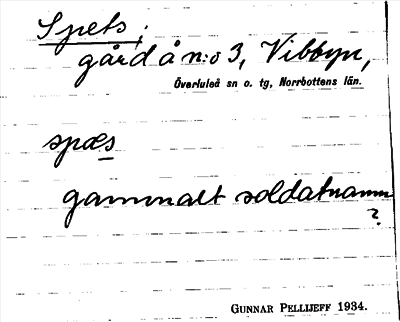 Spets;
gård å n:o 3, Vibbyn,
Överluleå sn o. tg, Norrbottens län.
spæs
gammalt soldatnamn
?
GUNNAR PELLIJEFF 1934.